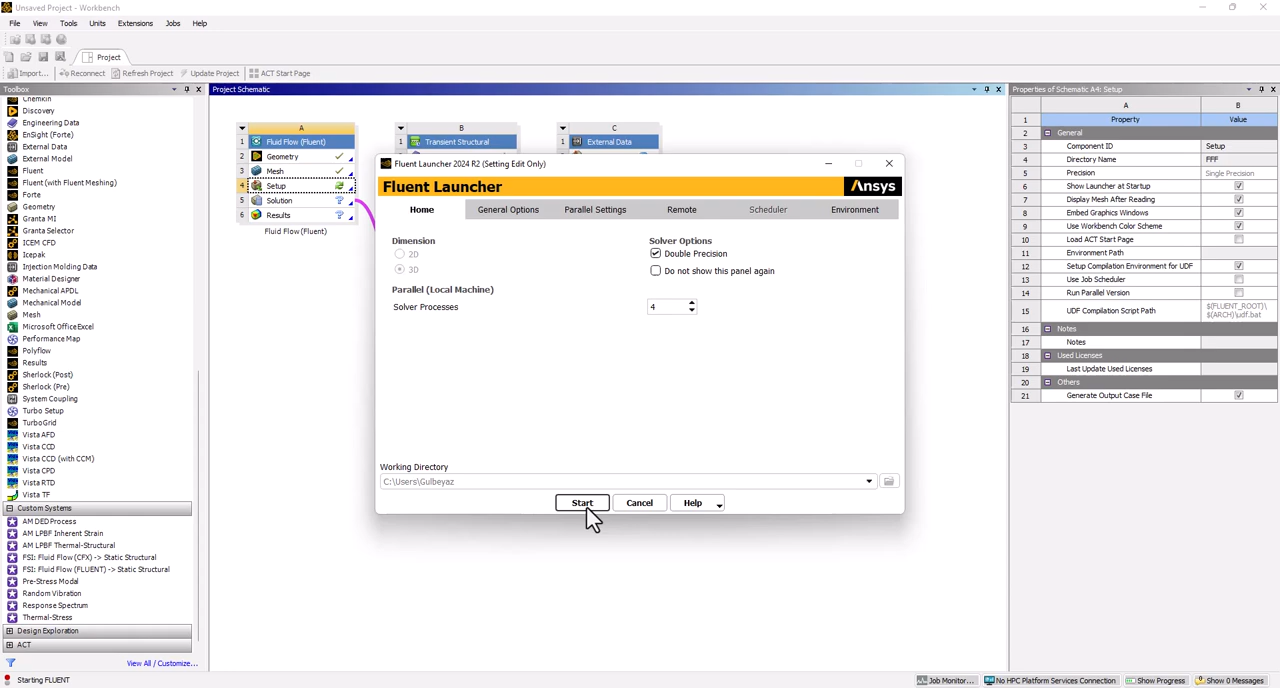 Unsaved Project - Workbench
File View Tools Units Extensions Jobs Help
Project
Import... Reconnect Refresh Project Update Project ACT Start Page
Toolbox
Chemkin
Discovery
Engineering Data
EnSight (Forte)
External Data
External Model
Fluent
Fluent (with Fluent Meshing)
Forte
Geometry
Granta MI
Granta Selector
ICEM CFD
Icepak
Injection Molding Data
Material Designer
Mechanical APDL
Mechanical Model
Mesh
Microsoft Office Excel
Performance Map
Polyflow
Results
Sherlock (Post)
Sherlock (Pre)
System Coupling
Turbo Setup
TurboGrid
Vista AFD
Vista CCD
Vista CCD (with CCM)
Vista CPD
Vista RTD
Vista TF
Custom Systems
AM DED Process
AM LPBF Inherent Strain
AM LPBF Thermal-Structural
FSI: Fluid Flow (CFX) -> Static Structural
FSI: Fluid Flow (FLUENT) -> Static Structural
Pre-Stress Modal
Random Vibration
Response Spectrum
Thermal-Stress
Design Exploration
ACT
View All / Customize...
Project Schematic
A
1 Fluid Flow (Fluent)
2 Geometry
3 Mesh
4 Setup
5 Solution ?
6 Results ?
Fluid Flow (Fluent)
B
1 Transient Structural
C
1 External Data
Fluent Launcher 2024 R2 (Setting Edit Only)
Fluent Launcher
Ansys
Home General Options Parallel Settings Remote Scheduler Environment
Dimension
2D
3D
Parallel (Local Machine)
Solver Processes 4
Solver Options
Double Precision
Do not show this panel again
Working Directory
C:\Users\Gulbeyaz
Start Cancel Help
Properties of Schematic A4: Setup
A B
1 Property Value
2 General
3 Component ID Setup
4 Directory Name FFF
5 Precision Single Precision
6 Show Launcher at Startup
7 Display Mesh After Reading
8 Embed Graphics Windows
9 Use Workbench Color Scheme
10 Load ACT Start Page
11 Environment Path
12 Setup Compilation Environment for UDF
13 Use Job Scheduler
14 Run Parallel Version
15 UDF Compilation Script Path $(FLUENT_ROOT)\
$(ARCH)\udf.bat
16 Notes
17 Notes
18 Used Licenses
19 Last Update Used Licenses
20 Others
21 Generate Output Case File
Starting FLUENT
Job Monitor... No HPC Platform Services Connection Show Progress Show 0 Messages